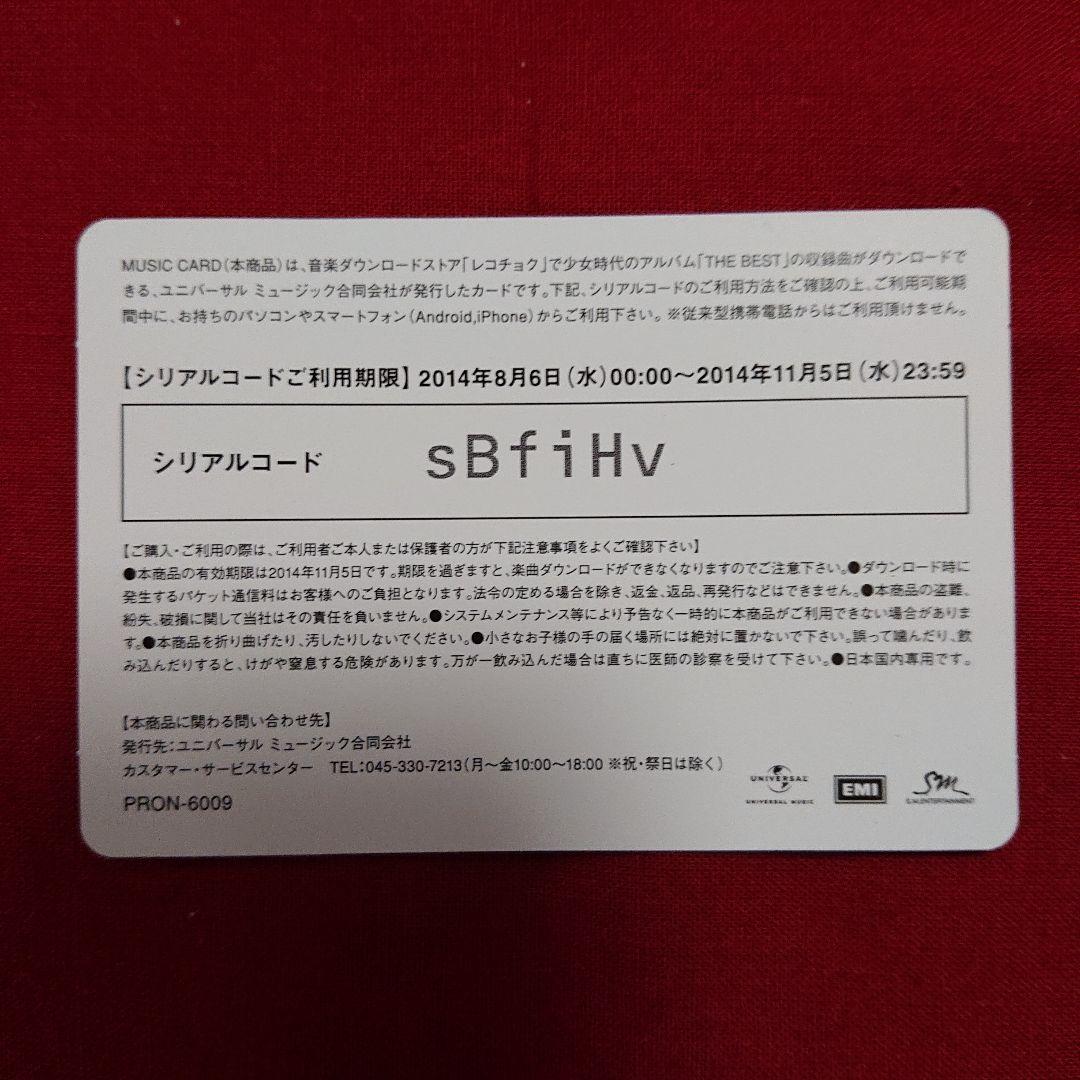 MUSIC CARD(本商品)は、音楽ダウンロードストア「レコチョク」で少女時代のアルバム「THE BEST」の収録曲がダウンロードで
きる、ユニバーサル ミュージック合同会社が発行したカードです。下記、シリアルコードのご利用方法をご確認の上、ご利用可能期
間中に、お持ちのパソコンやスマートフォン(Android,iPhone)からご利用下さい。※従来型携帯電話からはご利用頂けません。
【シリアルコードご利用期限】2014年8月6日(水)00:00〜2014年11月5日(水)23:59
シリアルコード sBfiHv
【ご購入・ご利用の際は、ご利用者ご本人または保護者の方が下記注意事項をよくご確認下さい】
●本商品の有効期限は2014年11月5日です。期限を過ぎますと、楽曲ダウンロードができなくなりますのでご注意下さい。●ダウンロード時に
発生するパケット通信料はお客様へのご負担となります。法令の定める場合を除き、返金、返品、再発行などはできません。●本商品の盗難、
紛失、破損に関して当社はその責任を負いません。●システムメンテナンス等により予告なく一時的に本商品がご利用できない場合がありま
す。●本商品を折り曲げたり、汚したりしないでください。●小さなお子様の手の届く場所には絶対に置かないで下さい。誤って噛んだり、飲
み込んだりすると、けがや窒息する危険があります。万が一飲み込んだ場合は直ちに医師の診察を受けて下さい。●日本国内専用です。
【本商品に関わる問い合わせ先】
発行先:ユニバーサル ミュージック合同会社
カスタマー・サービスセンター TEL:045-330-7213(月〜金10:00〜18:00 ※祝・祭日は除く)
PRON-6009
UNIVERSAL
UNIVERSAL MUSIC
EMI
SM
S.M.ENTERTAINMENT